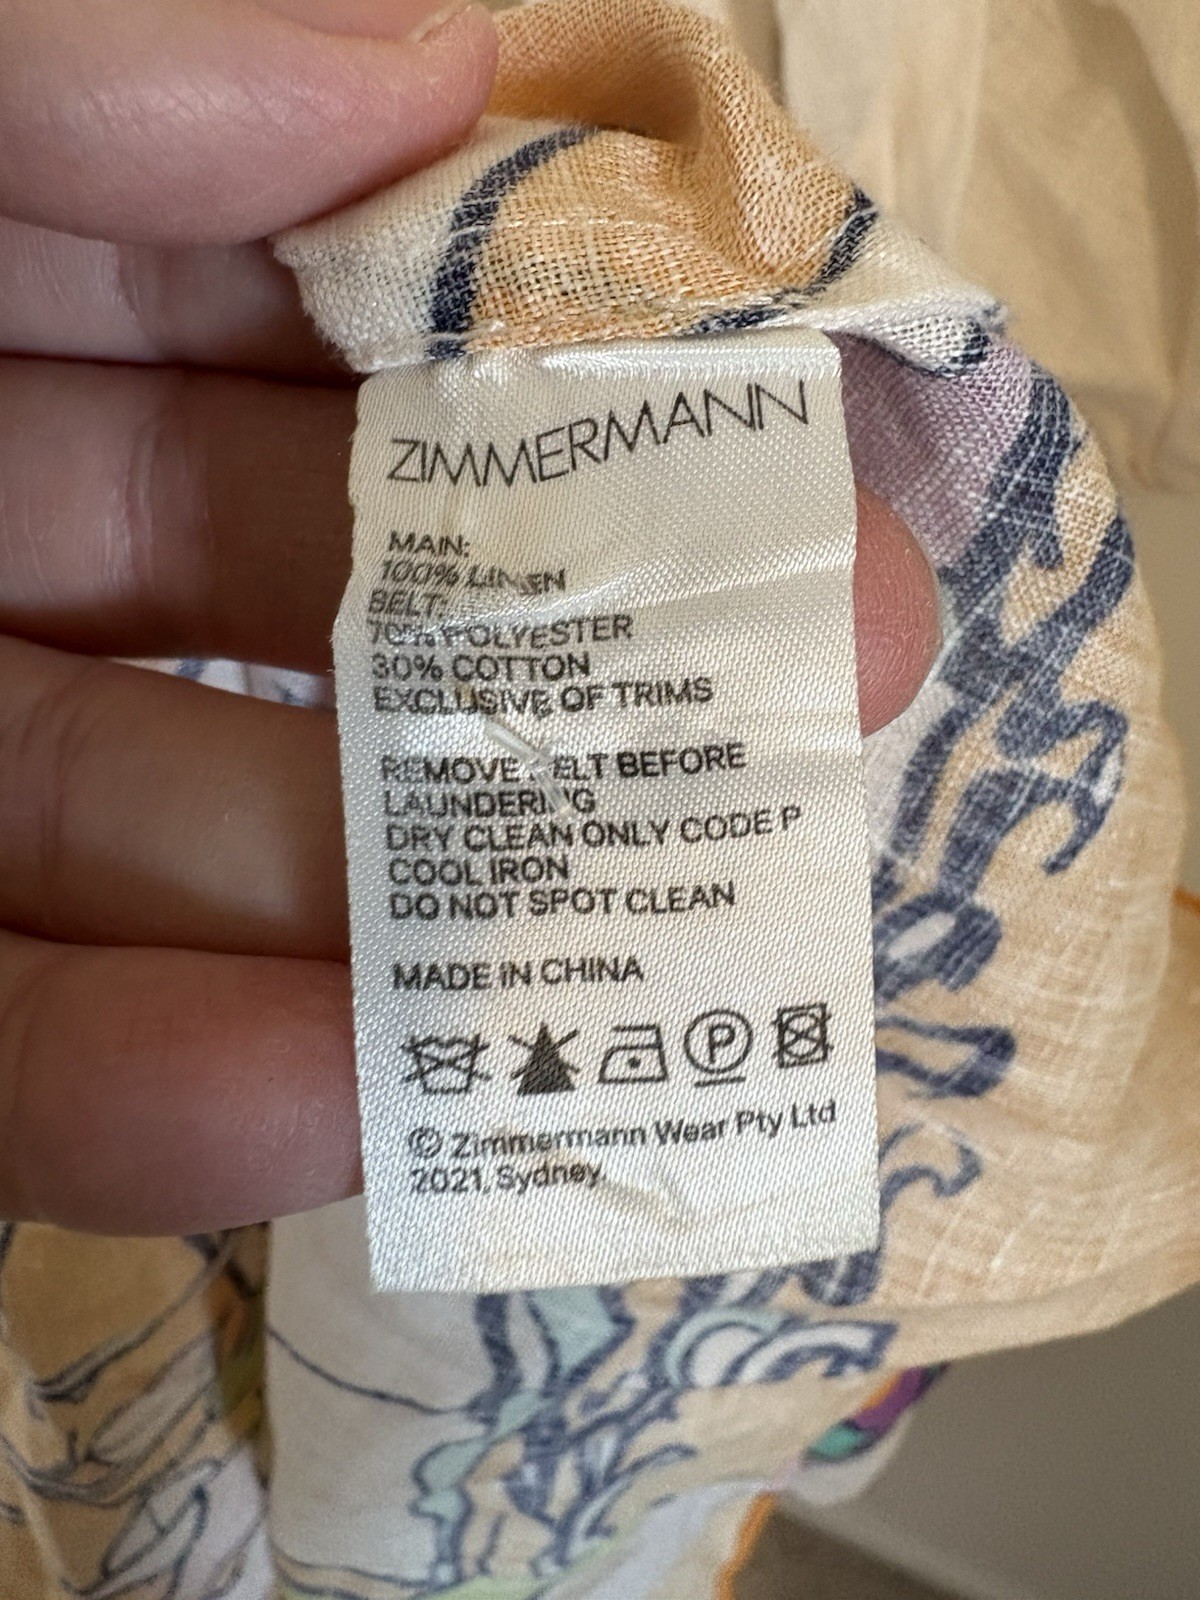 ZIMMERMANN
MAIN:
100% LINEN
BELT:
70% POLYESTER
30% COTTON
EXCLUSIVE OF TRIMS
REMOVE BELT BEFORE
LAUNDERING
DRY CLEAN ONLY CODE P
COOL IRON
DO NOT SPOT CLEAN
MADE IN CHINA
P
© Zimmermann Wear Pty Ltd
2021, Sydney.